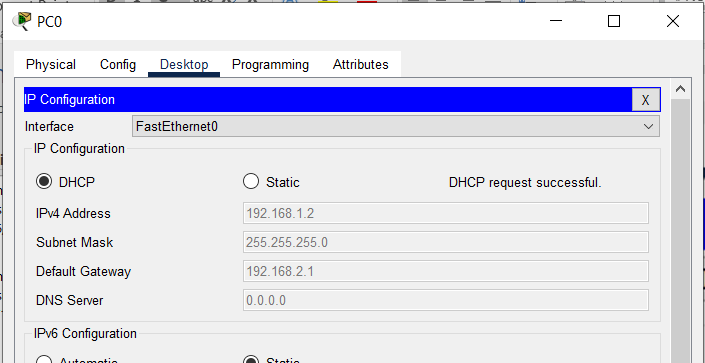 PC0
Physical Config Desktop Programming Attributes
IP Configuration X
Interface FastEthernet0
IP Configuration
DHCP Static DHCP request successful.
IPv4 Address 192.168.1.2
Subnet Mask 255.255.255.0
Default Gateway 192.168.2.1
DNS Server 0.0.0.0
IPv6 Configuration
Automatic Static